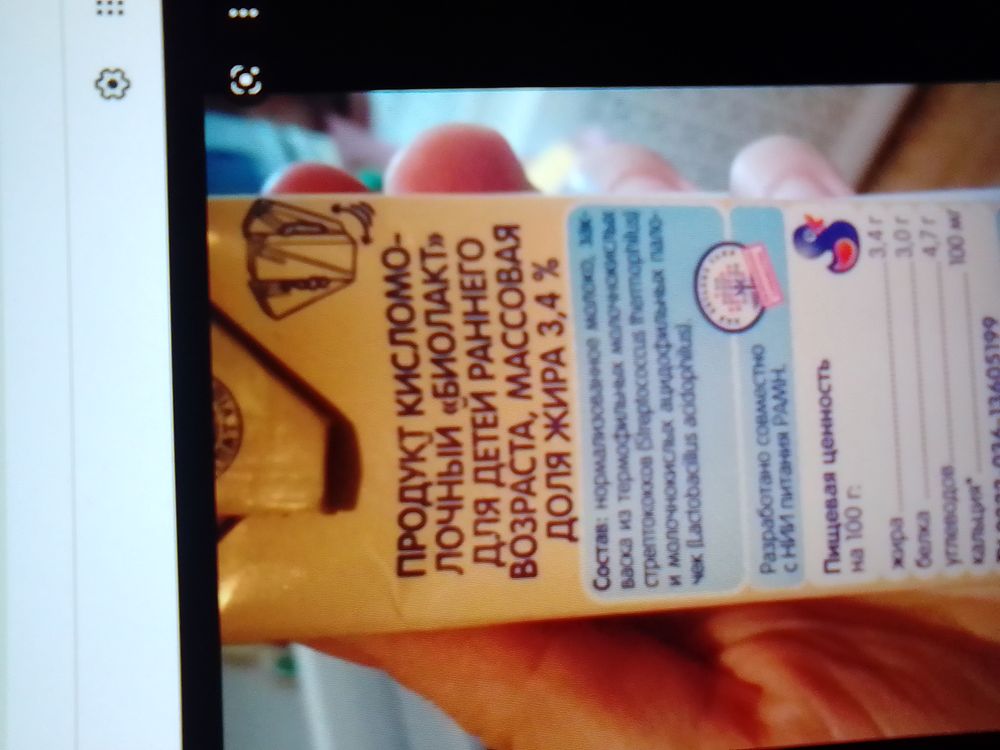 ПРОДУКТ КИСЛОМО-
ЛОЧНЫЙ «БИОЛАКТ»
ДЛЯ ДЕТЕЙ РАННЕГО
ВОЗРАСТА, МАССОВАЯ
ДОЛЯ ЖИРА 3,4 %
Состав: нормализованное молоко, зак-
васка из термофильных молочнокислых
стрептококков (Streptococcus thermophilus)
и молочнокислых ацидофильных пало-
чек (Lactobacillus acidophilus).
Разработано совместно
с НИИ питания РАМН.
Пищевая ценность
на 100 г:
жира 3,4 г
белка 3,0 г
углеводов 4,7 г
кальция* 100 мг